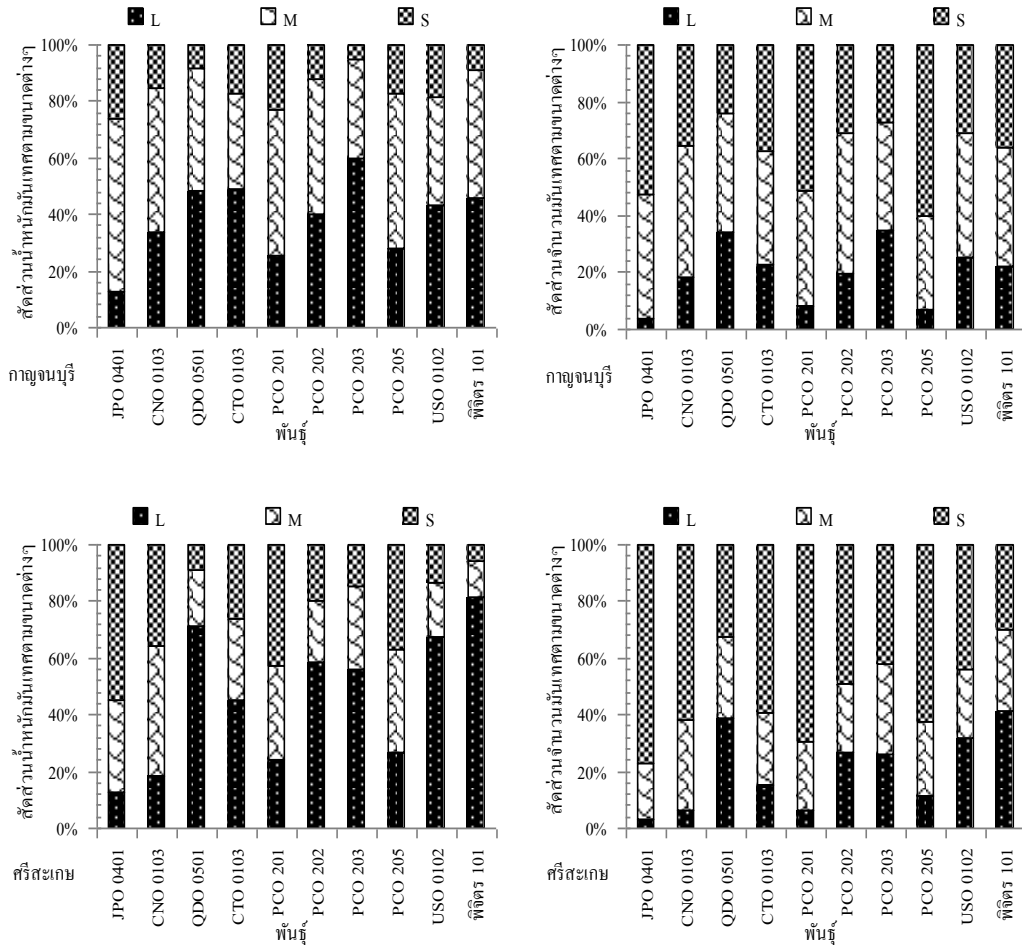 L M S
สัดส่วนน้ำหนักมันเทศตามขนาดต่างๆ
100%
80%
60%
40%
20%
0%
กาญจนบุรี
JPO 0401
CNO 0103
QDO 0501
CTO 0103
PCO 201
PCO 202
PCO 203
PCO 205
USO 0102
พิจิตร 101
พันธุ์
L M S
สัดส่วนจำนวนมันเทศตามขนาดต่างๆ
100%
80%
60%
40%
20%
0%
กาญจนบุรี
JPO 0401
CNO 0103
QDO 0501
CTO 0103
PCO 201
PCO 202
PCO 203
PCO 205
USO 0102
พิจิตร 101
พันธุ์
L M S
สัดส่วนน้ำหนักมันเทศตามขนาดต่างๆ
100%
80%
60%
40%
20%
0%
ศรีสะเกษ
JPO 0401
CNO 0103
QDO 0501
CTO 0103
PCO 201
PCO 202
PCO 203
PCO 205
USO 0102
พิจิตร 101
พันธุ์
L M S
สัดส่วนจำนวนมันเทศตามขนาดต่างๆ
100%
80%
60%
40%
20%
0%
ศรีสะเกษ
JPO 0401
CNO 0103
QDO 0501
CTO 0103
PCO 201
PCO 202
PCO 203
PCO 205
USO 0102
พิจิตร 101
พันธุ์